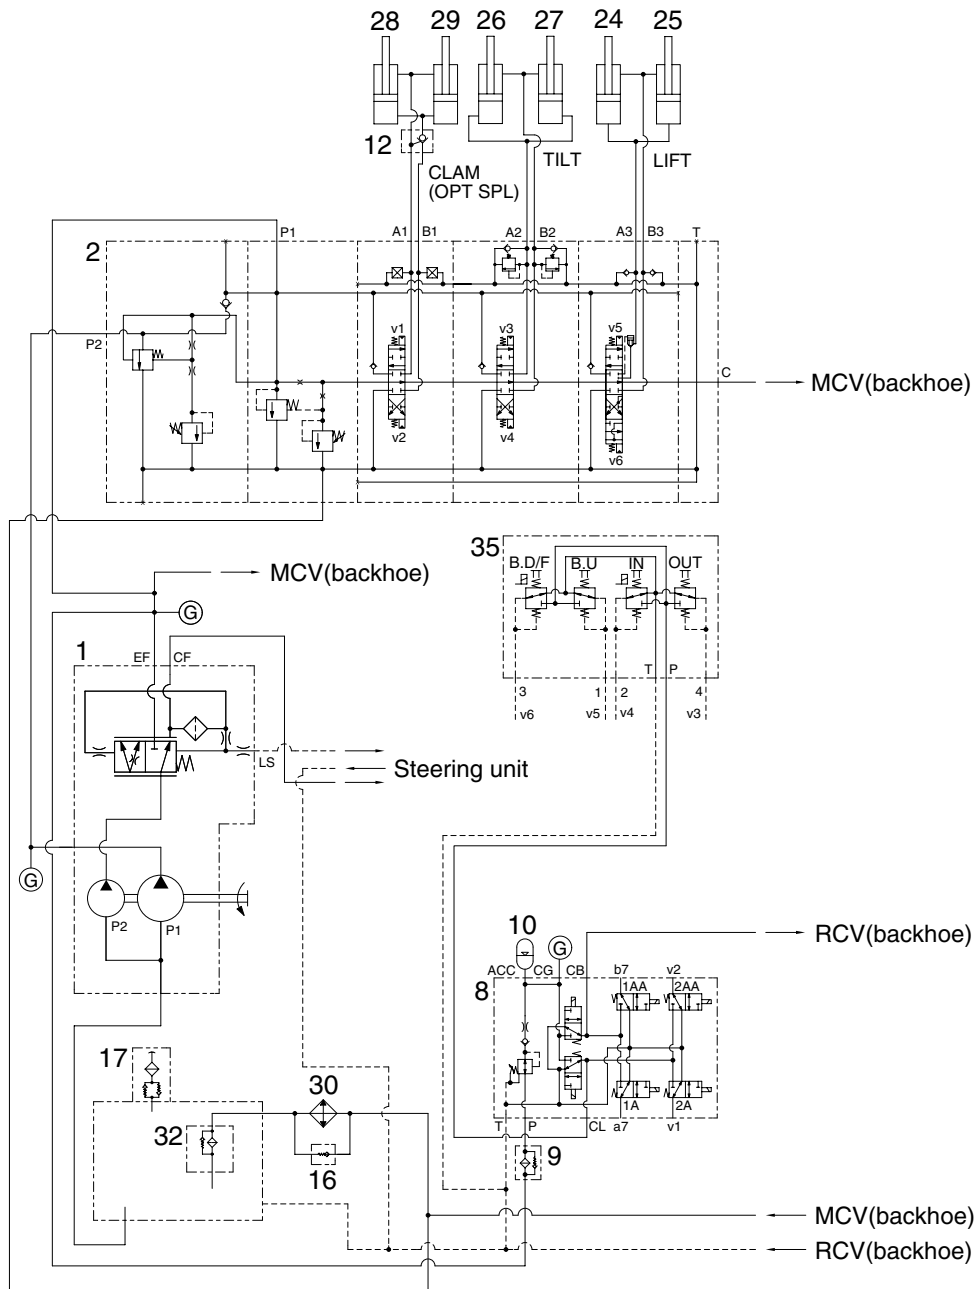 28 29 26 27 24 25
12
CLAM
(OPT SPL)
TILT
LIFT
P1 A1 B1 A2 B2 A3 B3 T
2
v1 v3 v5
P2
C
MCV(backhoe)
v2 v4 v6
35
B.D/F B.U IN OUT
MCV(backhoe)
G
1
EF CF
T P
3 1 2 4
v6 v5 v4 v3
LS
Steering unit
G
P2 P1
10
G
RCV(backhoe)
ACC CG CB b7 v2
8
1AA 2AA
17
30
1A 2A
T P CL a7 v1
32
16
9
MCV(backhoe)
RCV(backhoe)